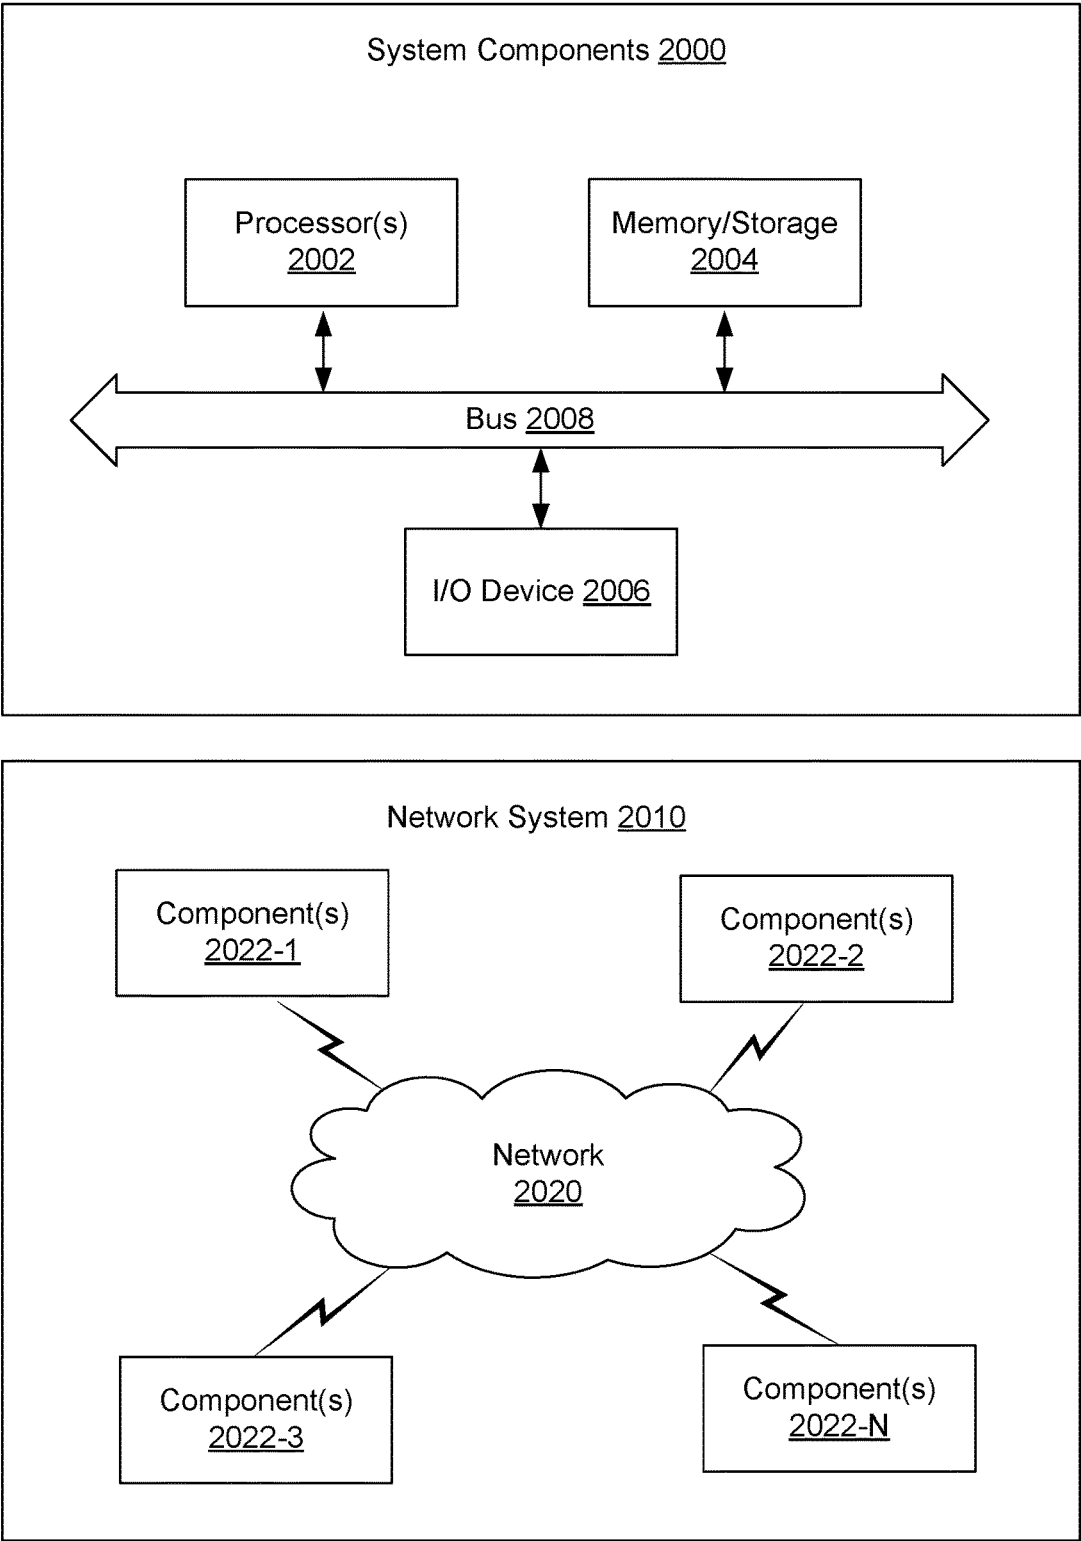 System Components 2000
Processor(s)
2002
Memory/Storage
2004
Bus 2008
I/O Device 2006
Network System 2010
Component(s)
2022-1
Component(s)
2022-2
Network
2020
Component(s)
2022-3
Component(s)
2022-N